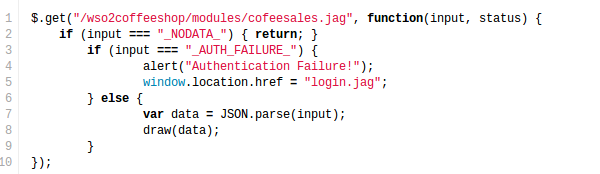 1 $.get("/wso2coffeeshop/modules/cofeesales.jag", function(input, status) {
2 if (input === "_NODATA_") { return; }
3 if (input === "_AUTH_FAILURE_") {
4 alert("Authentication Failure!");
5 window.location.href = "login.jag";
6 } else {
7 var data = JSON.parse(input);
8 draw(data);
9 }
10 });